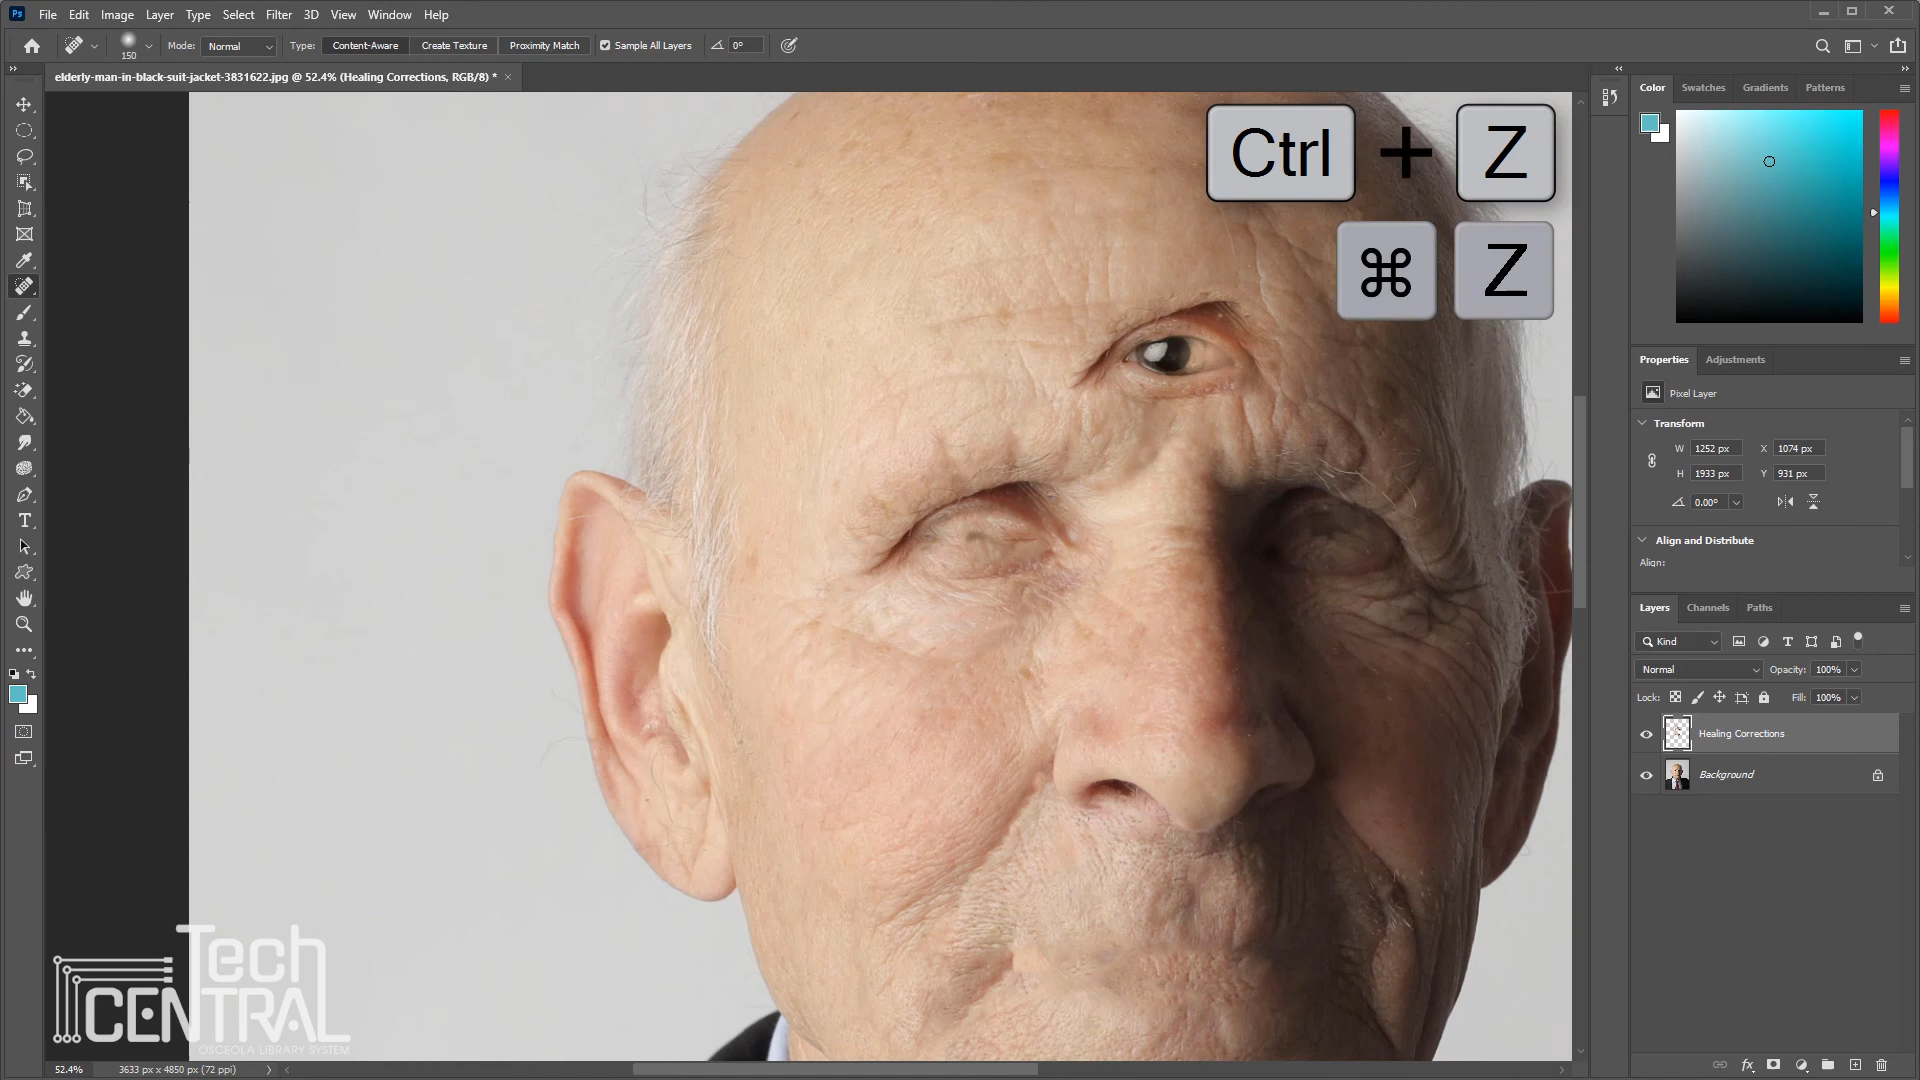 Ps File Edit Image Layer Type Select Filter 3D View Window Help
150 Mode: Normal Type: Content-Aware Create Texture Proximity Match Sample All Layers 0°
elderly-man-in-black-suit-jacket-3831622.jpg @ 52.4% (Healing Corrections, RGB/8) * ×
Ctrl + Z
⌘ Z
Color Swatches Gradients Patterns
Properties Adjustments
Pixel Layer
Transform
W 1252 px X 1074 px
H 1933 px Y 931 px
0.00°
Align and Distribute
Align:
Layers Channels Paths
Kind
Normal Opacity: 100%
Lock: Fill: 100%
Healing Corrections
Background
Tech
CENTRAL
OSCEOLA LIBRARY SYSTEM
52.4% 3633 px x 4850 px (72 ppi)